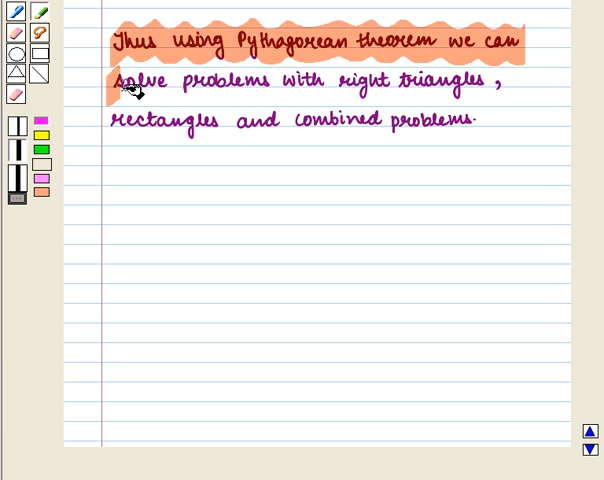 Thus using Pythagorean theorem we can
solve problems with right triangles,
rectangles and combined problems.